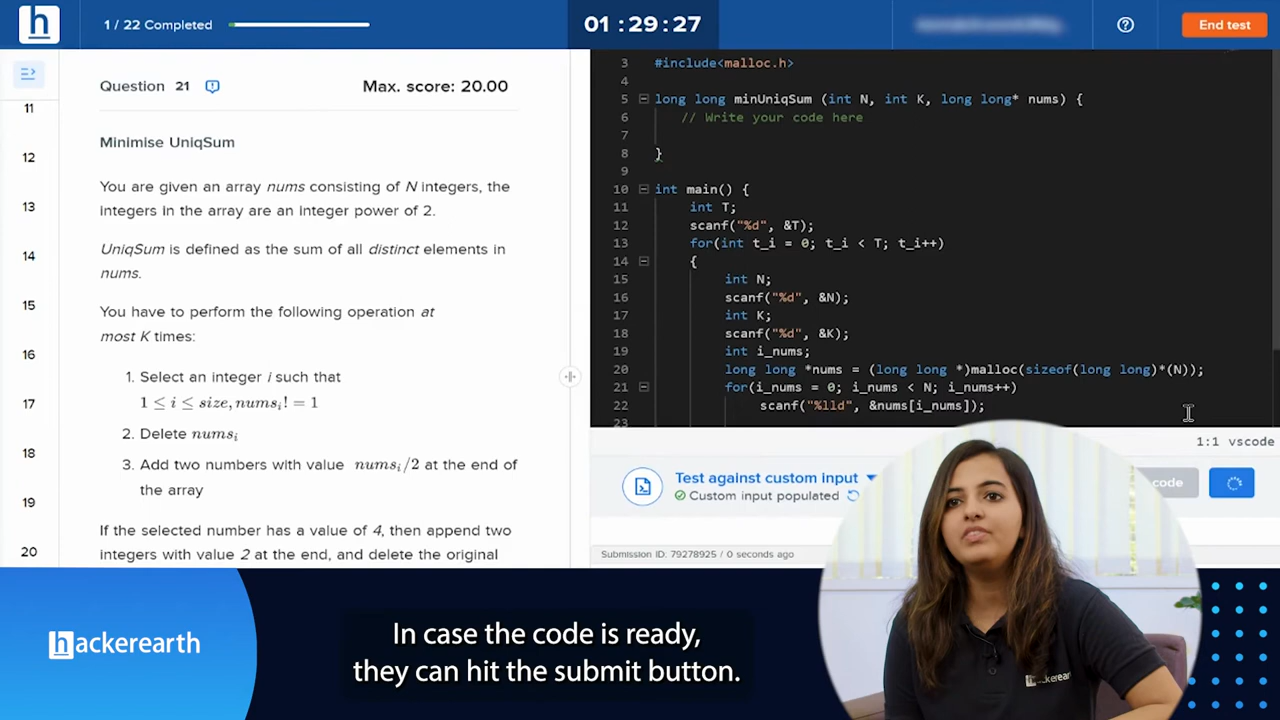 h
1 / 22 Completed
01:29:27
End test
Question 21
Max. score: 20.00
11
12
13
14
15
16
17
18
19
20
Minimise UniqSum
You are given an array nums consisting of N integers, the
integers in the array are an integer power of 2.
UniqSum is defined as the sum of all distinct elements in
nums.
You have to perform the following operation at
most K times:
1. Select an integer i such that
1 ≤ i ≤ size, nums_i! = 1
2. Delete nums_i
3. Add two numbers with value nums_i/2 at the end of
the array
If the selected number has a value of 4, then append two
integers with value 2 at the end, and delete the original
3 #include<malloc.h>
4
5 long long minUniqSum (int N, int K, long long* nums) {
6 // Write your code here
7
8 }
9
10 int main() {
11 int T;
12 scanf("%d", &T);
13 for(int t_i = 0; t_i < T; t_i++)
14 {
15 int N;
16 scanf("%d", &N);
17 int K;
18 scanf("%d", &K);
19 int i_nums;
20 long long *nums = (long long *)malloc(sizeof(long long)*(N));
21 for(i_nums = 0; i_nums < N; i_nums++)
22 scanf("%lld", &nums[i_nums]);
23
1:1 vscode
Test against custom input
Custom input populated
code
Submission ID: 79278925 / 0 seconds ago
hackerearth
In case the code is ready,
they can hit the submit button.
hackerearth